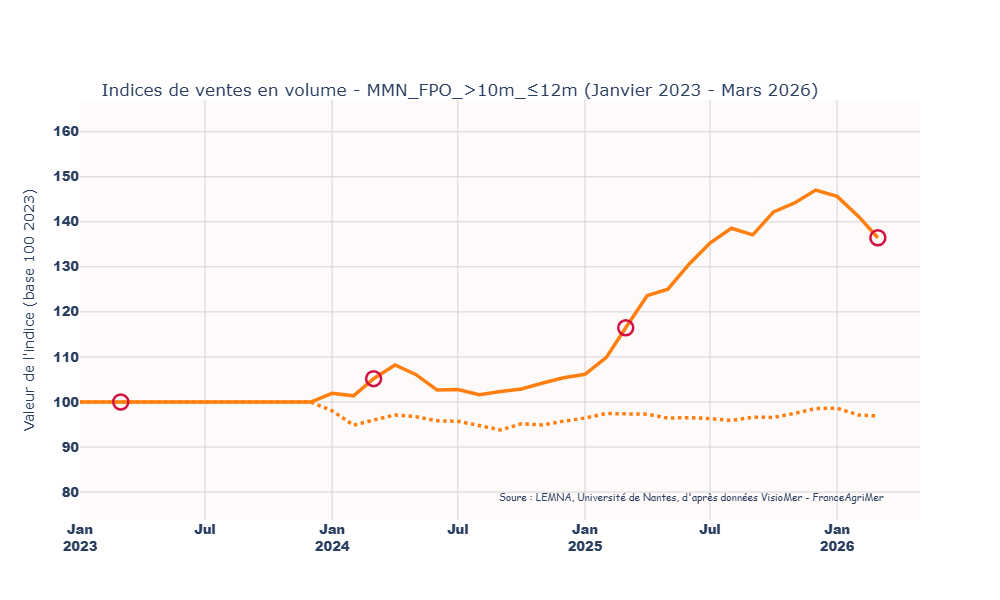 Indices de ventes en volume - MMN_FPO_>10m_≤12m (Janvier 2023 - Mars 2026)
Valeur de l'indice (base 100 2023)
160
150
140
130
120
110
100
90
80
Soure : LEMNA, Université de Nantes, d'après données VisioMer - FranceAgriMer
Jan Jul Jan Jul Jan Jul Jan
2023 2024 2025 2026